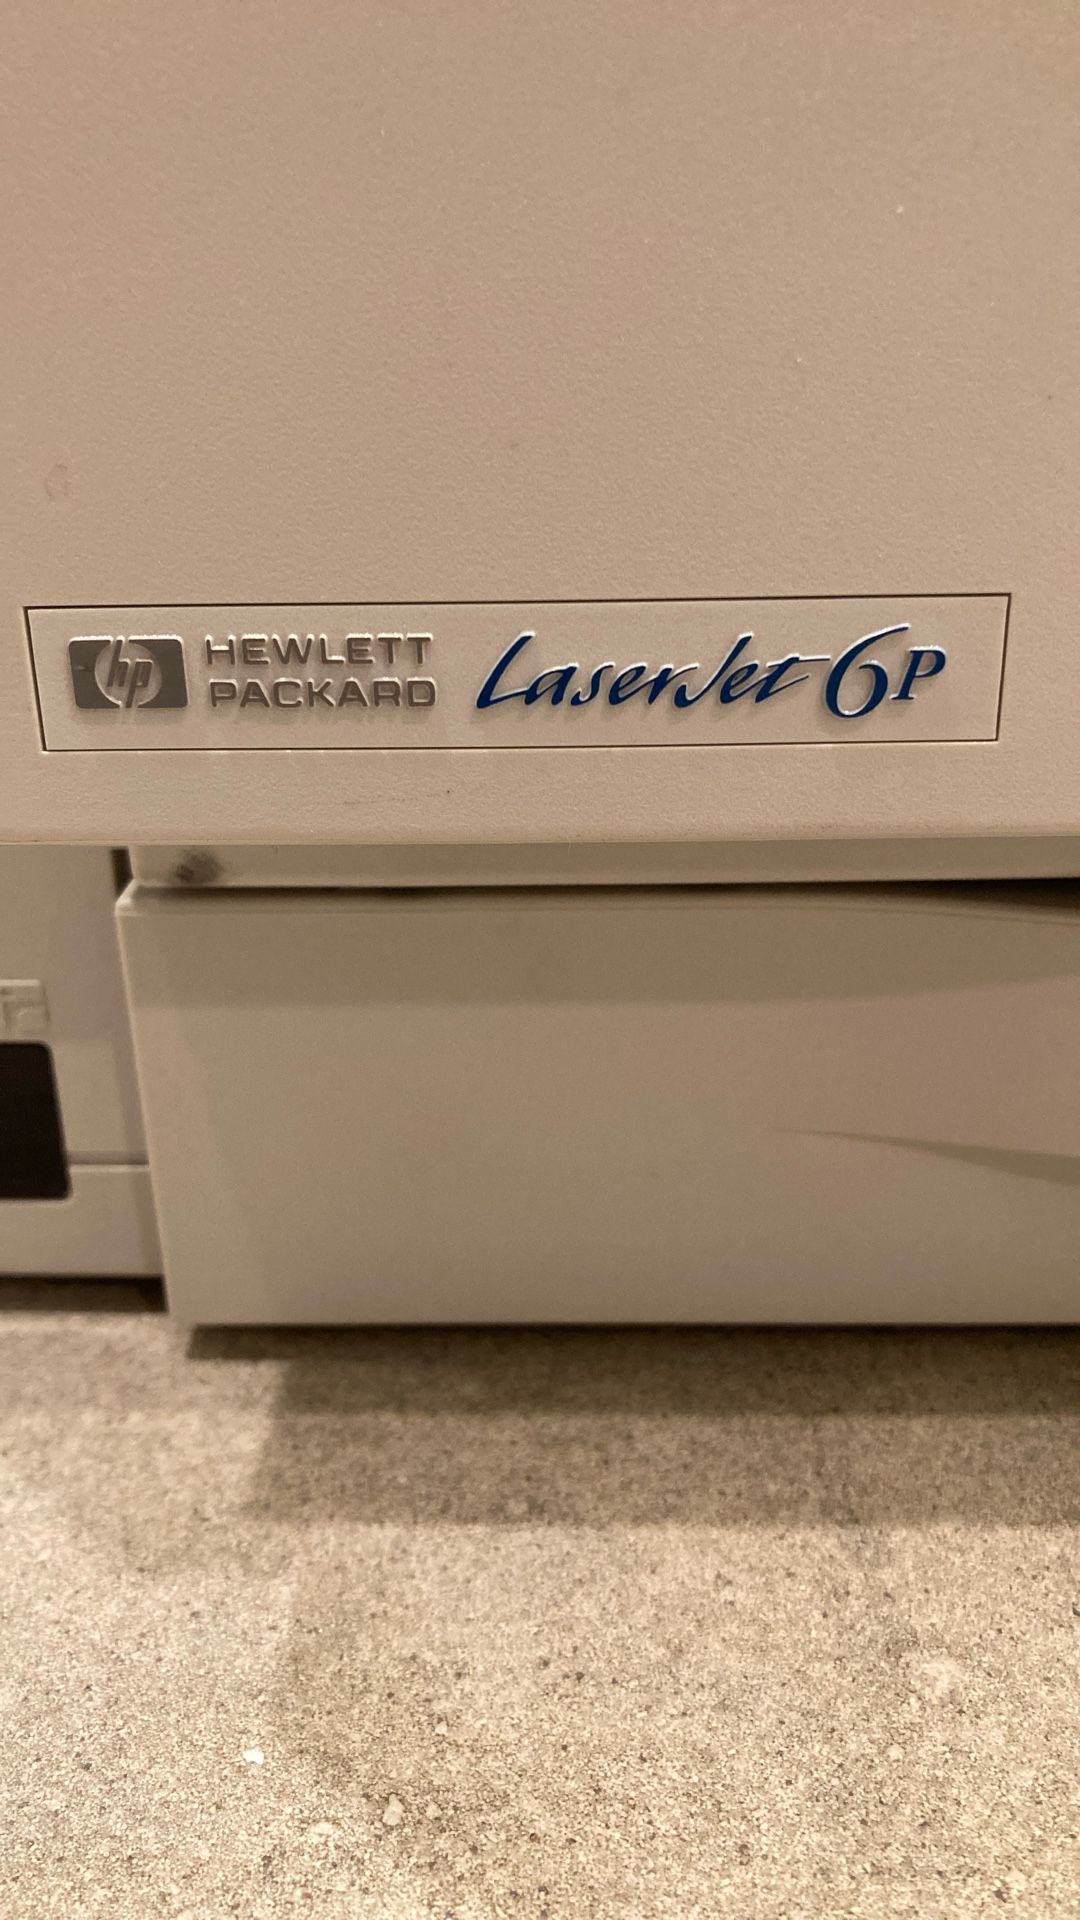 hp HEWLETT
PACKARD
LaserJet 6P